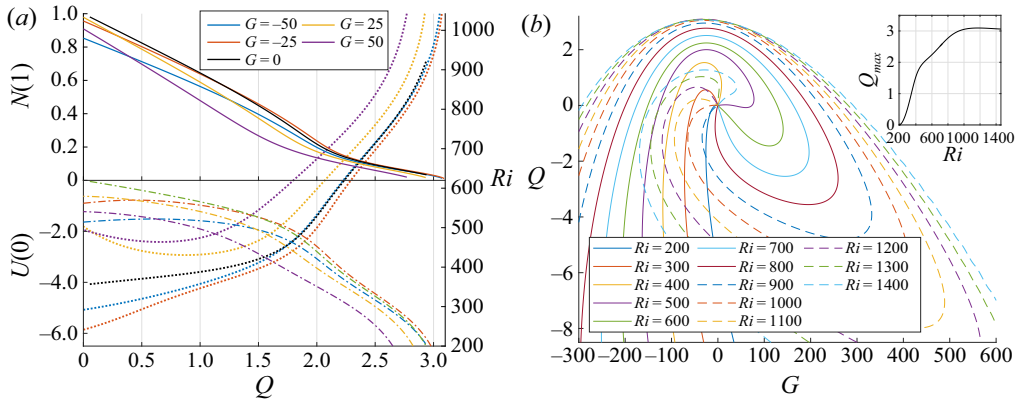 (a)
G = −50
G = 25
G = −25
G = 50
G = 0
N(1)
1.0
0.8
0.6
0.4
0.2
0
U(0)
−2.0
−4.0
−6.0
0
0.5
1.0
1.5
2.0
2.5
3.0
Q
1000
900
800
700
600
500
400
300
200
Ri
(b)
Q
2
0
−2
−4
−6
−8
−300
−200
−100
0
100
200
300
400
500
600
G
Ri = 200
Ri = 300
Ri = 400
Ri = 500
Ri = 600
Ri = 700
Ri = 800
Ri = 900
Ri = 1000
Ri = 1100
Ri = 1200
Ri = 1300
Ri = 1400
Qmax
3
2
1
0
200
600
1000
1400
Ri